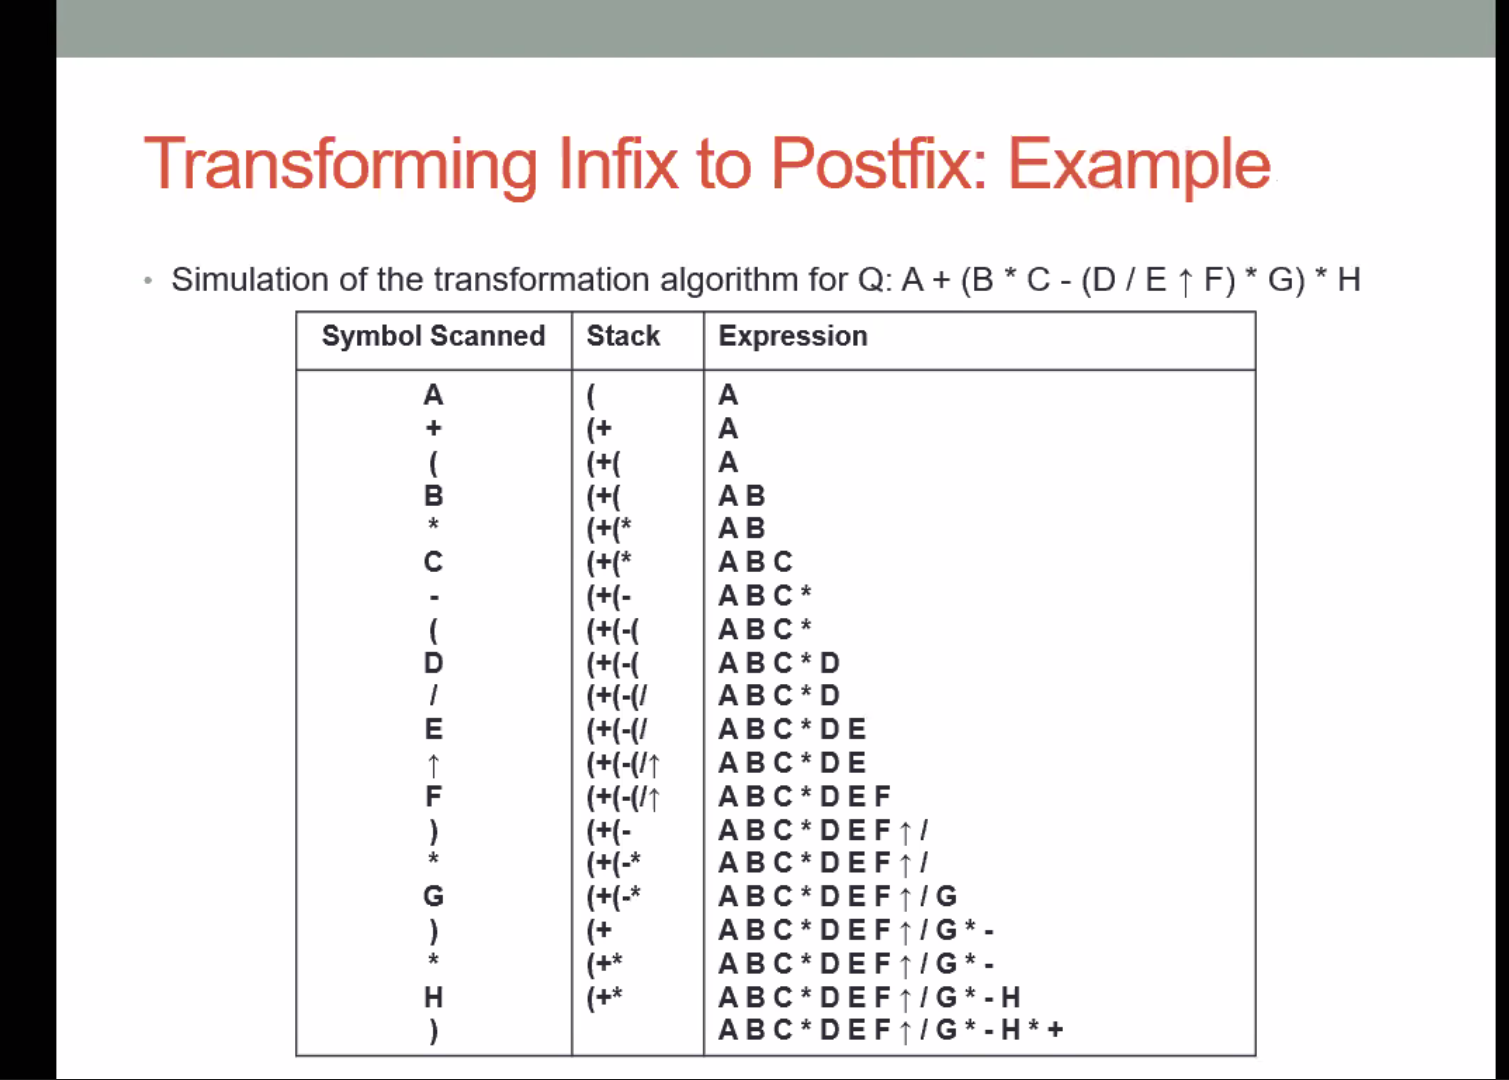 Transforming Infix to Postfix: Example
• Simulation of the transformation algorithm for Q: A + (B * C - (D / E ↑ F) * G) * H
Symbol Scanned Stack Expression
A ( A
+ (+ A
( (+( A
B (+( A B
* (+(* A B
C (+(* A B C
- (+(- A B C *
( (+(-( A B C *
D (+(-( A B C * D
/ (+(-(/ A B C * D
E (+(-(/ A B C * D E
↑ (+(-(/↑ A B C * D E
F (+(-(/↑ A B C * D E F
) (+(- A B C * D E F ↑ /
* (+(-* A B C * D E F ↑ /
G (+(-* A B C * D E F ↑ / G
) (+ A B C * D E F ↑ / G * -
* (+* A B C * D E F ↑ / G * -
H (+* A B C * D E F ↑ / G * - H
) A B C * D E F ↑ / G * - H * +